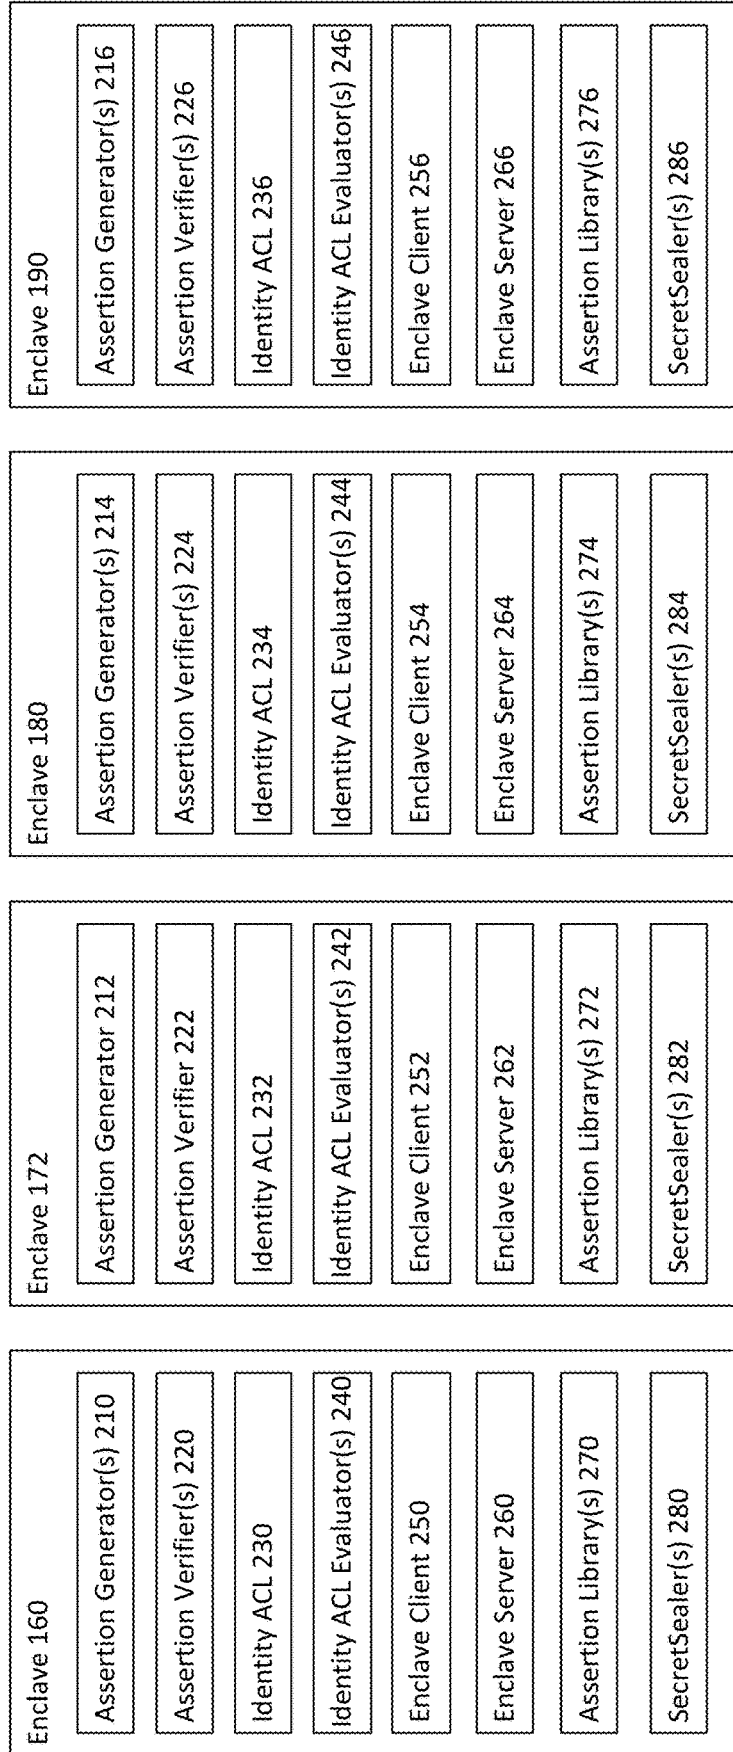 Enclave 160
Assertion Generator(s) 210
Assertion Verifier(s) 220
Identity ACL 230
Identity ACL Evaluator(s) 240
Enclave Client 250
Enclave Server 260
Assertion Library(s) 270
SecretSealer(s) 280
Enclave 172
Assertion Generator 212
Assertion Verifier 222
Identity ACL 232
Identity ACL Evaluator(s) 242
Enclave Client 252
Enclave Server 262
Assertion Library(s) 272
SecretSealer(s) 282
Enclave 180
Assertion Generator(s) 214
Assertion Verifier(s) 224
Identity ACL 234
Identity ACL Evaluator(s) 244
Enclave Client 254
Enclave Server 264
Assertion Library(s) 274
SecretSealer(s) 284
Enclave 190
Assertion Generator(s) 216
Assertion Verifier(s) 226
Identity ACL 236
Identity ACL Evaluator(s) 246
Enclave Client 256
Enclave Server 266
Assertion Library(s) 276
SecretSealer(s) 286